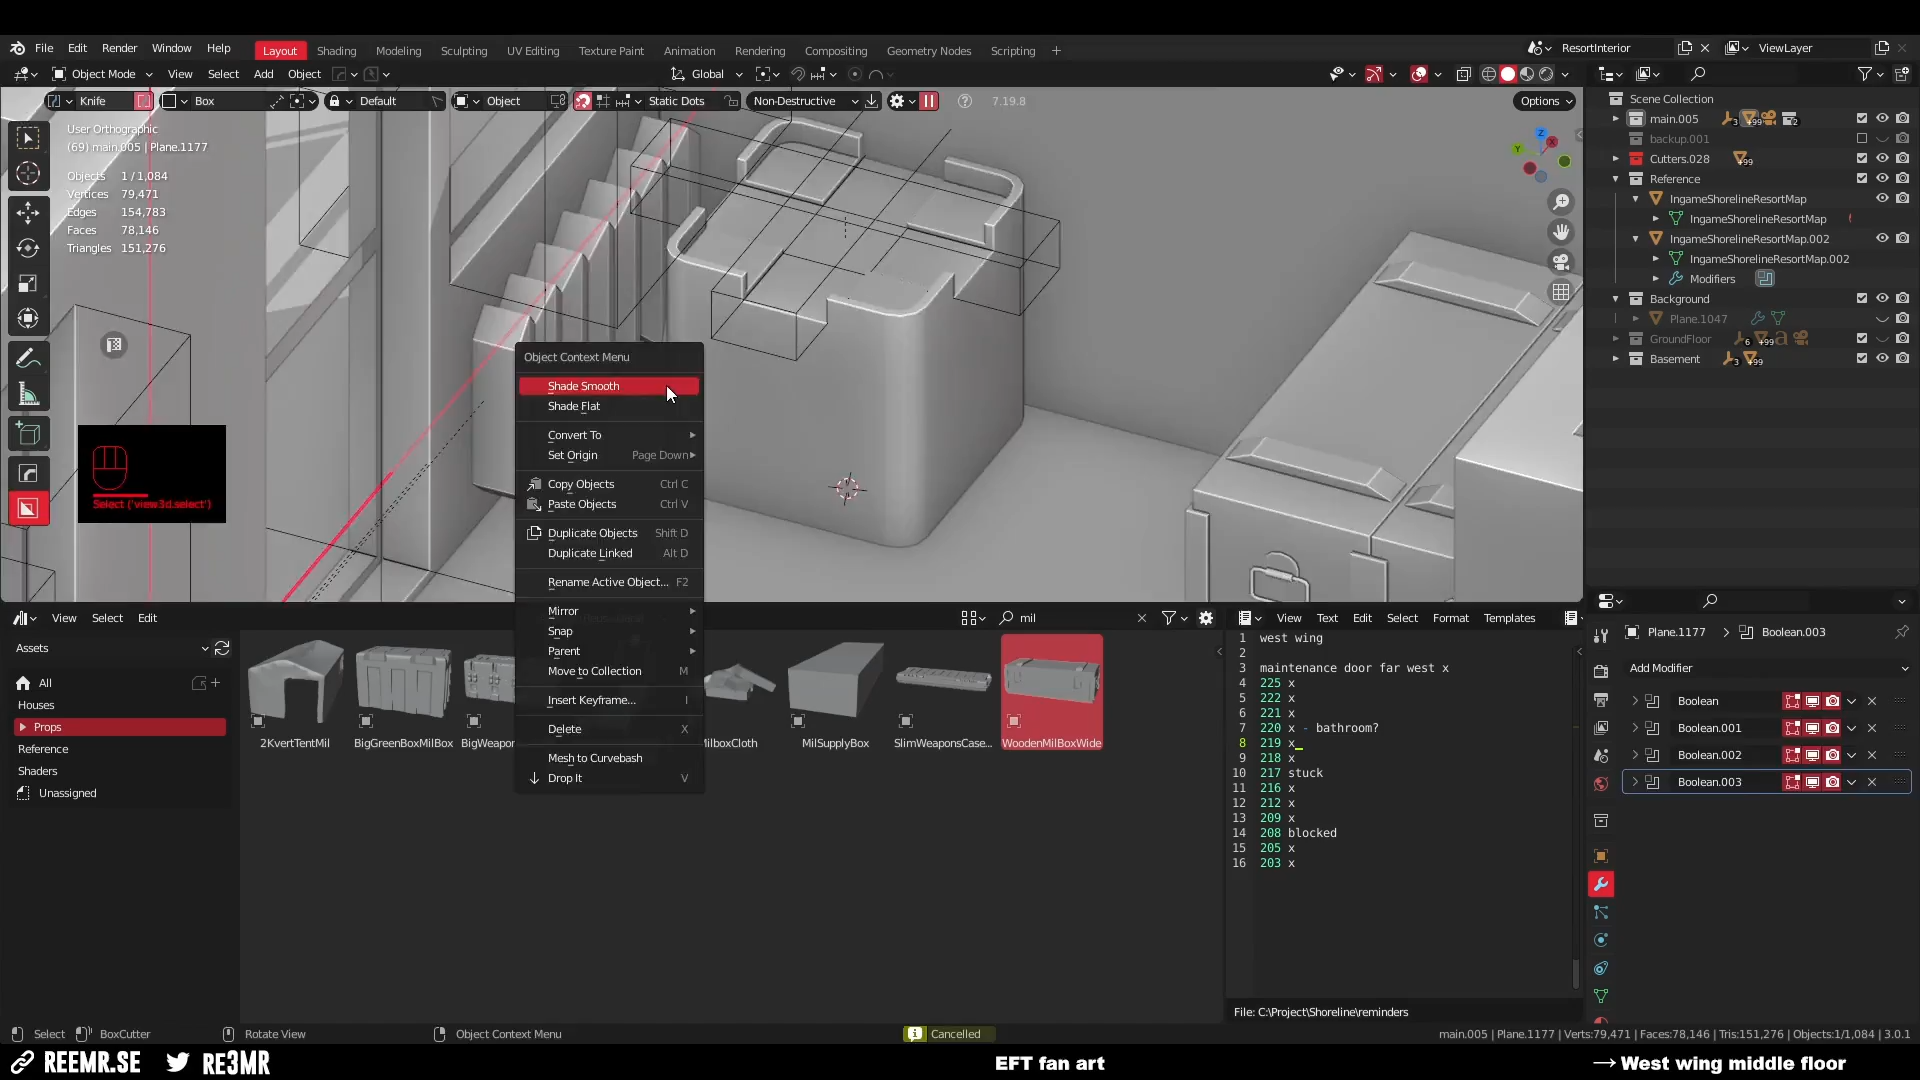 File Edit Render Window Help Layout Shading Modeling Sculpting UV Editing Texture Paint Animation Rendering Compositing Geometry Nodes Scripting ResortInterior ViewLayer
Object Mode View Select Add Object Global
Knife Box Default Object Static Dots Non-Destructive 7.19.8 Options
User Orthographic
(69) main.005 | Plane.1177
Objects 1 / 1,084
Vertices 79,471
Edges 154,783
Faces 78,146
Triangles 151,276
Select ('view3d.select')
Object Context Menu
Shade Smooth
Shade Flat
Convert To
Set Origin Page Down
Copy Objects Ctrl C
Paste Objects Ctrl V
Duplicate Objects Shift D
Duplicate Linked Alt D
Rename Active Object... F2
Mirror
Snap
Parent
Move to Collection M
Insert Keyframe... I
Delete X
Mesh to Curvebash
Drop It V
Scene Collection
main.005
backup.001
Cutters.028
Reference
IngameShorelineResortMap
IngameShorelineResortMap
IngameShorelineResortMap.002
IngameShorelineResortMap.002
Modifiers
Background
Plane.1047
GroundFloor
Basement
View Select Edit mil
Assets
All
Houses
Props
Reference
Shaders
Unassigned
2KvertTentMil BigGreenBoxMilBox BigWeapon MilboxCloth MilSupplyBox SlimWeaponsCase... WoodenMilBoxWide
View Text Edit Select Format Templates
1 west wing
2
3 maintenance door far west x
4 225 x
5 222 x
6 221 x
7 220 x - bathroom?
8 219 x
9 218 x
10 217 stuck
11 216 x
12 212 x
13 209 x
14 208 blocked
15 205 x
16 203 x
File: C:\Project\Shoreline\reminders
Plane.1177 Boolean.003
Add Modifier
Boolean
Boolean.001
Boolean.002
Boolean.003
Select BoxCutter Rotate View Object Context Menu Cancelled main.005 | Plane.1177 | Verts:79,471 | Faces:78,146 | Tris:151,276 | Objects:1/1,084 | 3.0.1
REEMR.SE RE3MR EFT fan art → West wing middle floor